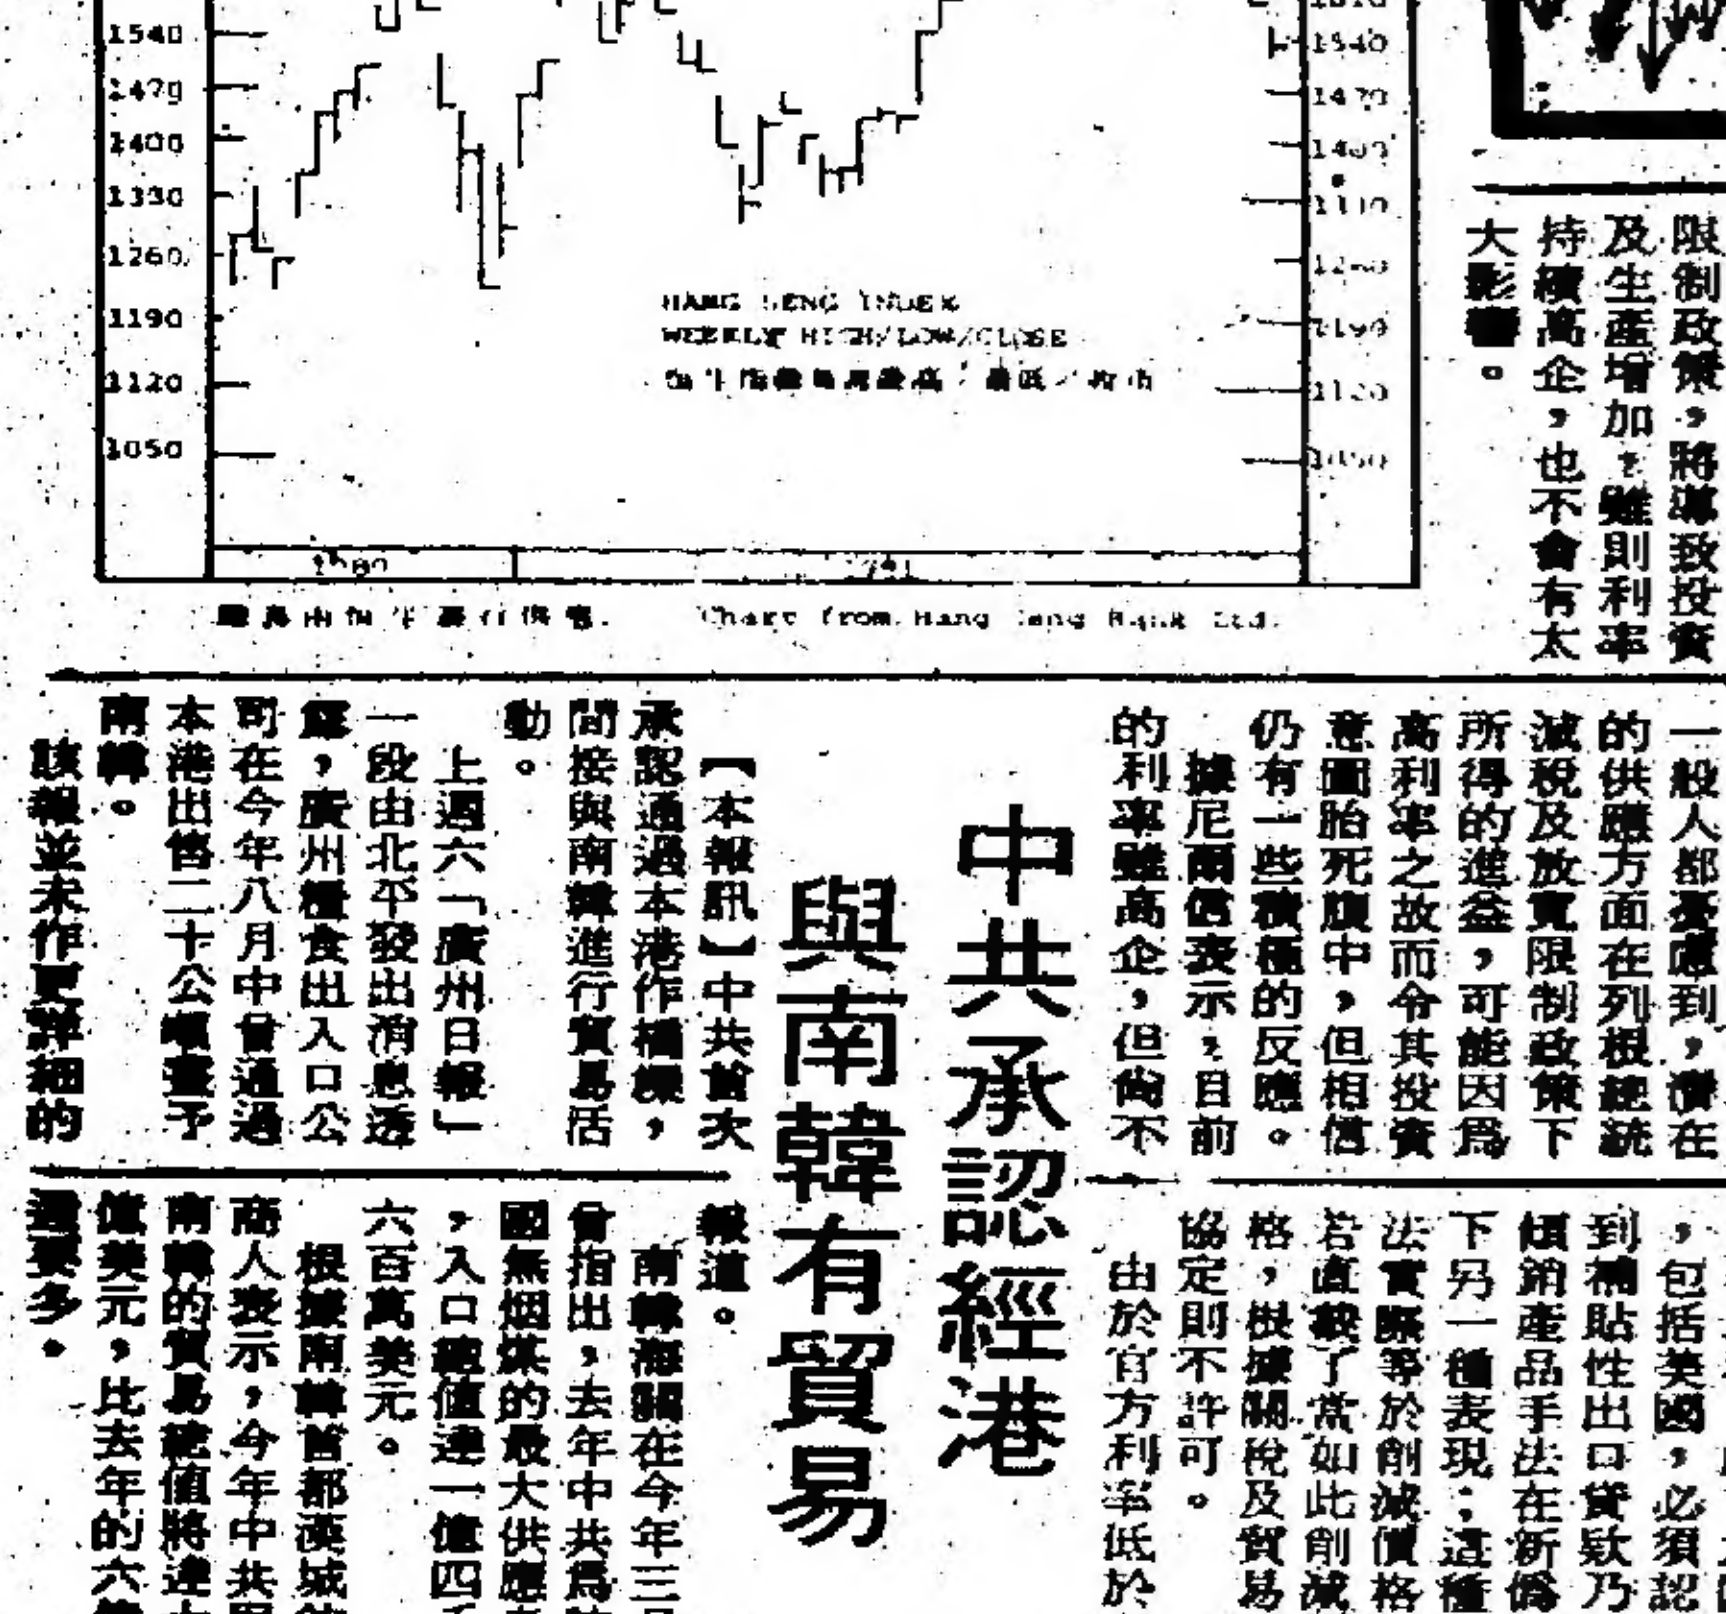 1540
1470
1400
1330
1260
1190
1120
1050
1540
1470
1400
1190
1120
1050
HANG SENG INDEX
WEEKLY HIGH/LOW/CLOSE
1980
Chart from Hang Seng Bank Ltd.
限制政策，將導致投資
及生產增加，雖則利率
持續高企，也不會有太
大影響。
一般人都憂慮到，潛在
的供應方面在列根總統
減稅及放寬限制政策下
所得的進益，可能因為
高利率之故而令其投資
意圖胎死腹中，但相信
仍有一些積極的反應。
據尼爾信表示，目前
的利率雖高企，但尚不
，包括美國，必須認
到補貼性出口貸款乃
傾銷產品手法在新
下另一種表現；這種
法實際等於削減價格
若直截了當如此削減
格，根據關稅及貿易
協定則不許可。
由於官方利率低於
中共承認經港
與南韓有貿易
【本報訊】中共首次
承認通過本港作橋樑，
間接與南韓進行貿易活
動。
上週六「廣州日報」
一段由北平發出消息透
露，廣州糧食出入口公
司在今年八月中曾通過
本港出售二十公噸薑予
南韓。
該報並未作更詳細的
報道。
南韓海關在今年三月
曾指出，去年中共為
國無烟煤的最大供應
，入口總值達一億四千
六百萬美元。
根據南韓首都漢城
商人表示，今年中共
南韓的貿易總值將達
億美元，比去年的六
還要多。